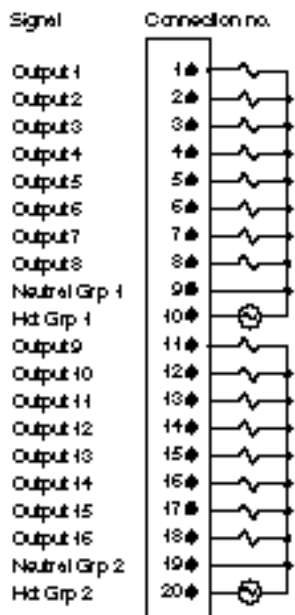 Signal Connection no.
Output 1 1
Output 2 2
Output 3 3
Output 4 4
Output 5 5
Output 6 6
Output 7 7
Output 8 8
Neutral Grp 1 9
Hot Grp 1 10
Output 9 11
Output 10 12
Output 11 13
Output 12 14
Output 13 15
Output 14 16
Output 15 17
Output 16 18
Neutral Grp 2 19
Hot Grp 2 20